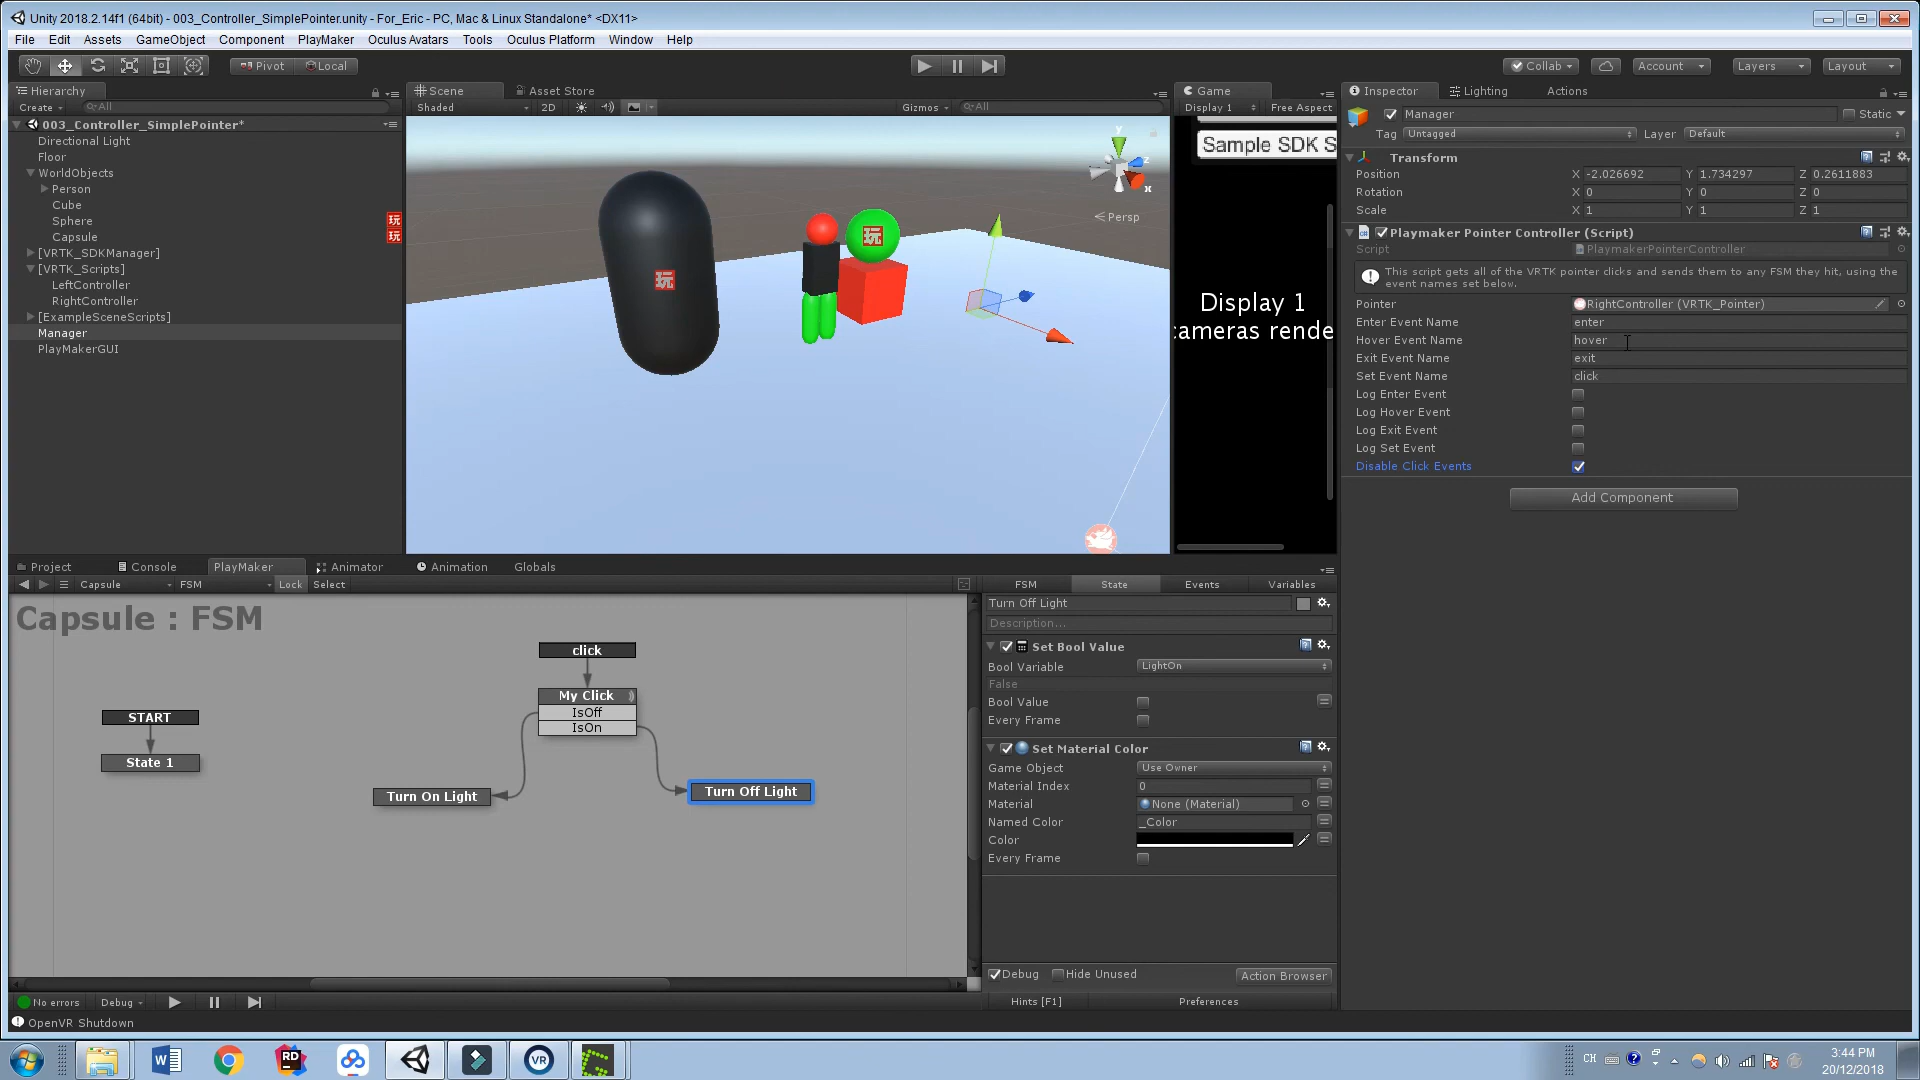 Unity 2018.2.14f1 (64bit) - 003_Controller_SimplePointer.unity - For_Eric - PC, Mac & Linux Standalone* <DX11>
File Edit Assets GameObject Component PlayMaker Oculus Avatars Tools Oculus Platform Window Help
Pivot Local Collab Account Layers Layout
Hierarchy
Create All
003_Controller_SimplePointer*
Directional Light
Floor
WorldObjects
Person
Cube
Sphere
玩
Capsule
玩
[VRTK_SDKManager]
[VRTK_Scripts]
LeftController
RightController
[ExampleSceneScripts]
Manager
PlayMakerGUI
Scene Asset Store
Shaded 2D Gizmos All
y
z
x
Persp
玩
玩
Game
Display 1 Free Aspect
Sample SDK S
Display 1
cameras rende
Inspector Lighting Actions
Manager Static
Tag Untagged Layer Default
Transform
Position X -2.026692 Y 1.734297 Z 0.2611883
Rotation X 0 Y 0 Z 0
Scale X 1 Y 1 Z 1
Playmaker Pointer Controller (Script)
Script PlaymakerPointerController
This script gets all of the VRTK pointer clicks and sends them to any FSM they hit, using the
event names set below.
Pointer RightController (VRTK_Pointer)
Enter Event Name enter
Hover Event Name hover
Exit Event Name exit
Set Event Name click
Log Enter Event
Log Hover Event
Log Exit Event
Log Set Event
Disable Click Events
Add Component
Project Console PlayMaker Animator Animation Globals
Capsule FSM Lock Select
Capsule : FSM
click
My Click
IsOff
IsOn
START
State 1
Turn On Light
Turn Off Light
FSM State Events Variables
Turn Off Light
Description...
Set Bool Value
Bool Variable LightOn
False
Bool Value
Every Frame
Set Material Color
Game Object Use Owner
Material Index 0
Material None (Material)
Named Color _Color
Color
Every Frame
Debug Hide Unused Action Browser
Hints [F1] Preferences
No errors Debug
OpenVR Shutdown
W RD VR
CH
3:44 PM
20/12/2018